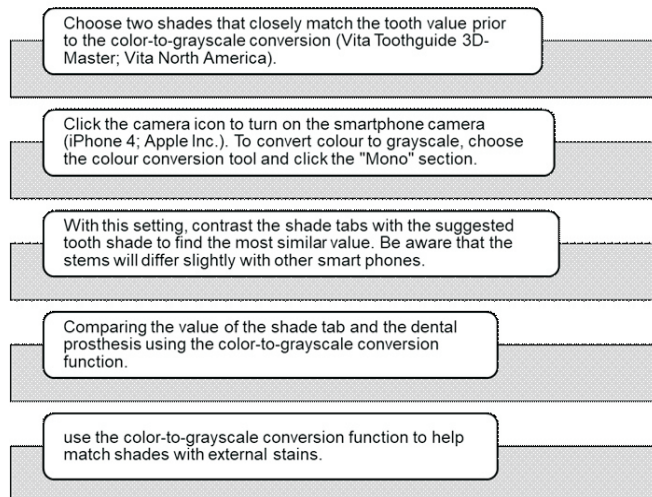 Choose two shades that closely match the tooth value prior
to the color-to-grayscale conversion (Vita Toothguide 3D-
Master; Vita North America).
Click the camera icon to turn on the smartphone camera
(iPhone 4; Apple Inc.). To convert colour to grayscale, choose
the colour conversion tool and click the "Mono" section.
With this setting, contrast the shade tabs with the suggested
tooth shade to find the most similar value. Be aware that the
stems will differ slightly with other smart phones.
Comparing the value of the shade tab and the dental
prosthesis using the color-to-grayscale conversion
function.
use the color-to-grayscale conversion function to help
match shades with external stains.